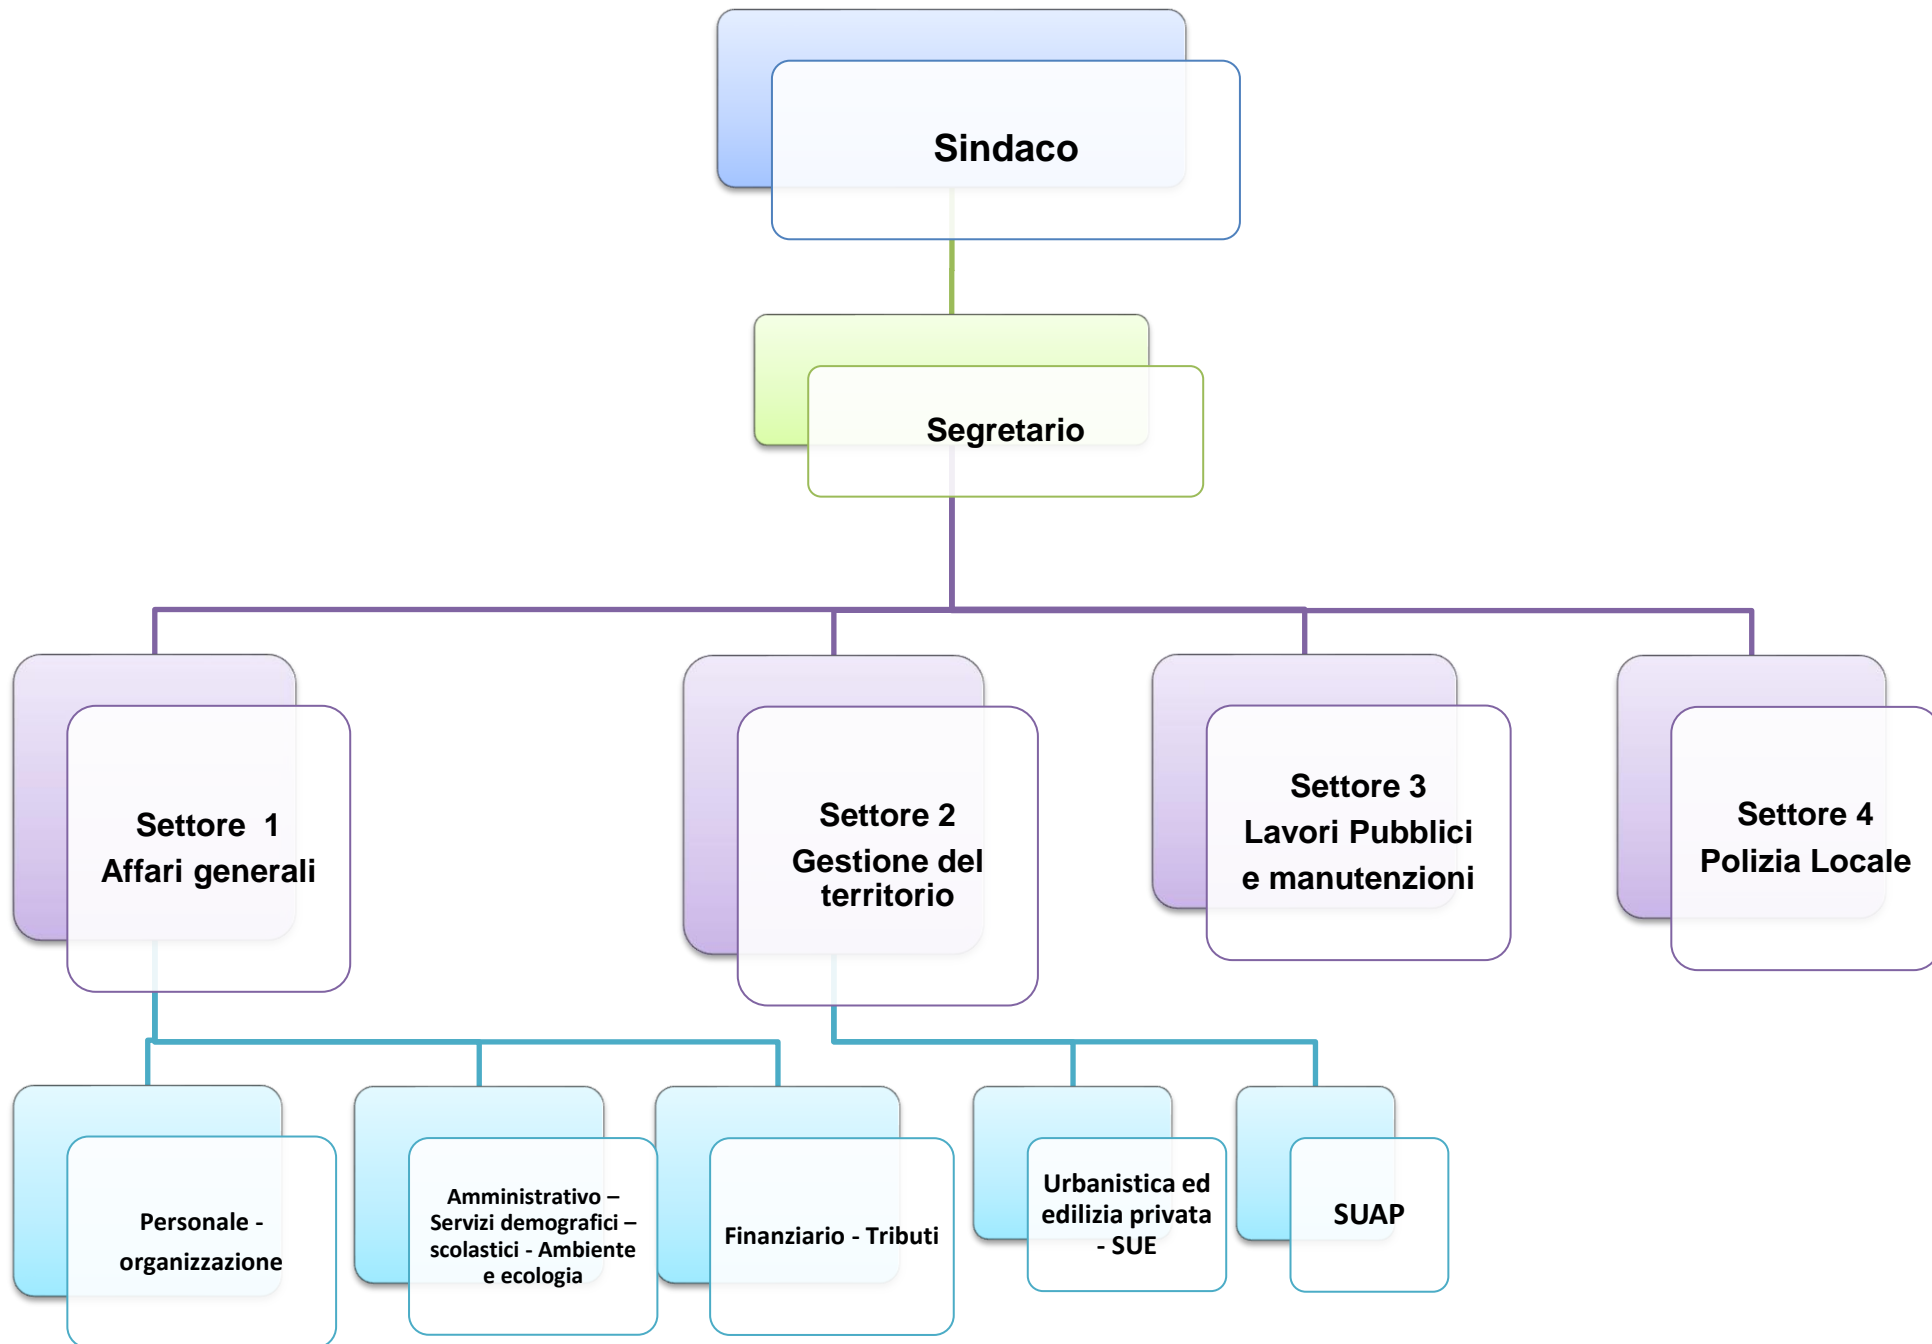 Sindaco
Segretario
Settore 1
Affari generali
Settore 2
Gestione del
territorio
Settore 3
Lavori Pubblici
e manutenzioni
Settore 4
Polizia Locale
Personale -
organizzazione
Amministrativo –
Servizi demografici –
scolastici - Ambiente
e ecologia
Finanziario - Tributi
Urbanistica ed
edilizia privata
- SUE
SUAP